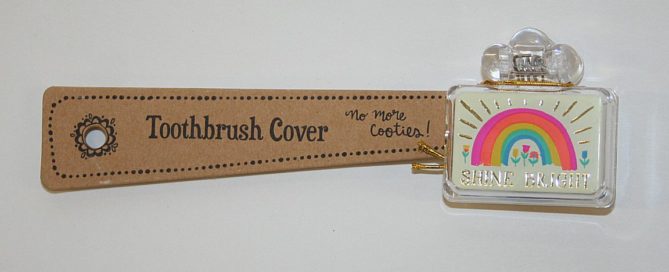 Toothbrush Cover
no more
Cooties!
SHINE BRIGHT